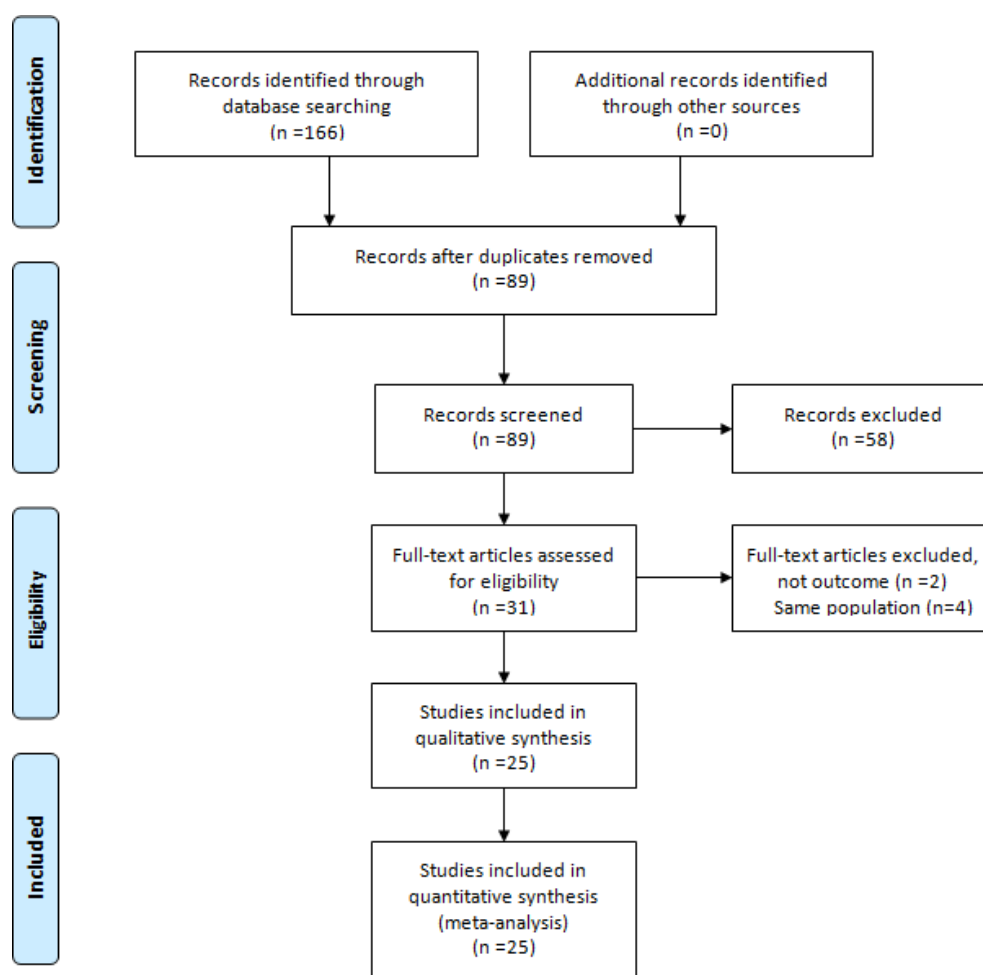 Identification
Records identified through
database searching
(n =166)
Additional records identified
through other sources
(n =0)
Records after duplicates removed
(n =89)
Screening
Records screened
(n =89)
Records excluded
(n =58)
Eligibility
Full-text articles assessed
for eligibility
(n =31)
Full-text articles excluded,
not outcome (n =2)
Same population (n=4)
Studies included in
qualitative synthesis
(n =25)
Included
Studies included in
quantitative synthesis
(meta-analysis)
(n =25)